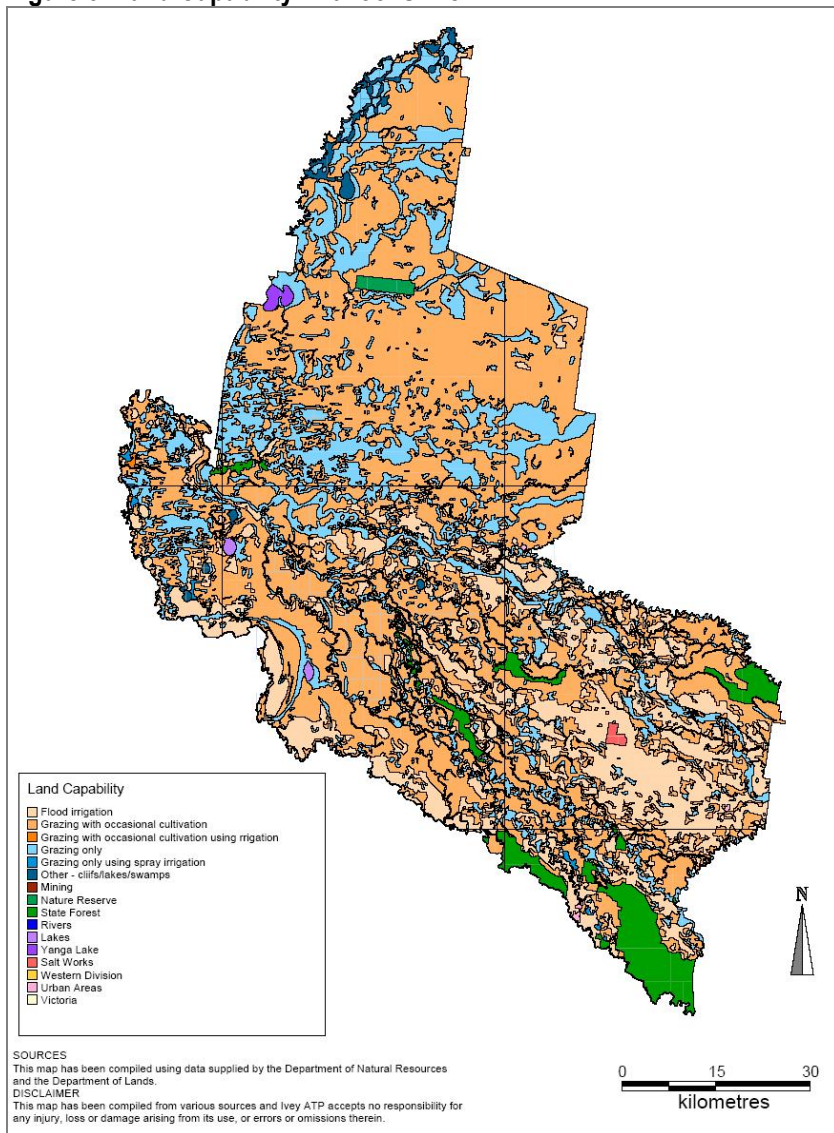 Land Capability
N
Land Capability
Flood irrigation
Grazing with occasional cultivation
Grazing with occasional cultivation using rrigation
Grazing only
Grazing only using spray irrigation
Other - cliifs/lakes/swamps
Mining
Nature Reserve
State Forest
Rivers
Lakes
Yanga Lake
Salt Works
Western Division
Urban Areas
Victoria
SOURCES
This map has been compiled using data supplied by the Department of Natural Resources
and the Department of Lands.
DISCLAIMER
This map has been compiled from various sources and Ivey ATP accepts no responsibility for
any injury, loss or damage arising from its use, or errors or omissions therein.
0 15 30
kilometres